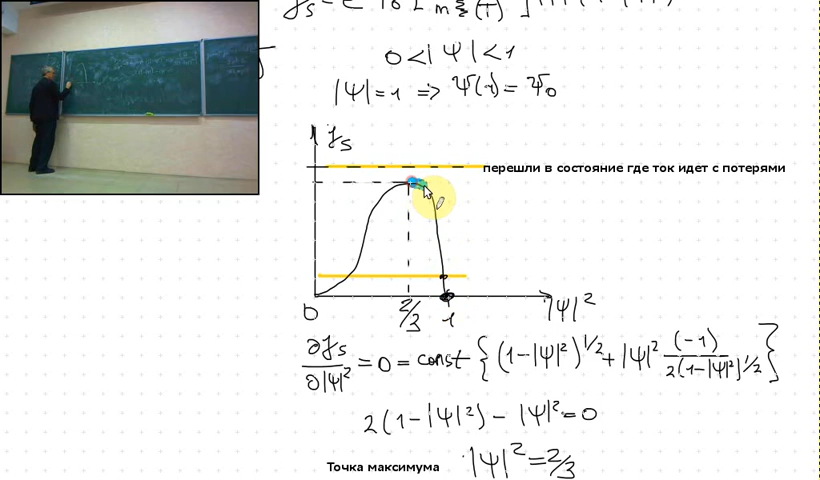 0 < |Ψ| < 1
|Ψ| = 1 => Ψ(r) = Ψ₀
j_s
перешли в состояние где ток идет с потерями
0 2/3 1 |Ψ|²
∂j_s/∂|Ψ|² = 0 = const { (1-|Ψ|²)^1/2 + |Ψ|² (-1)/2(1-|Ψ|²)^1/2 }
2(1-|Ψ|²) - |Ψ|² = 0
Точка максимума |Ψ|² = 2/3